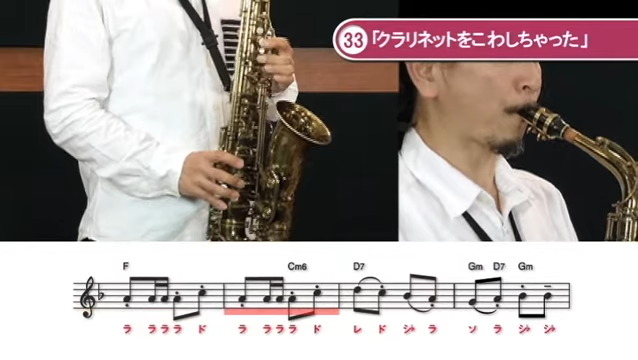 33 「クラリネットをこわしちゃった」
F Cm6 D7 Gm D7 Gm
ラ ラララ ド ラ ラララ ド レ ド シ♭ ラ ソ ラ シ♭ シ♭